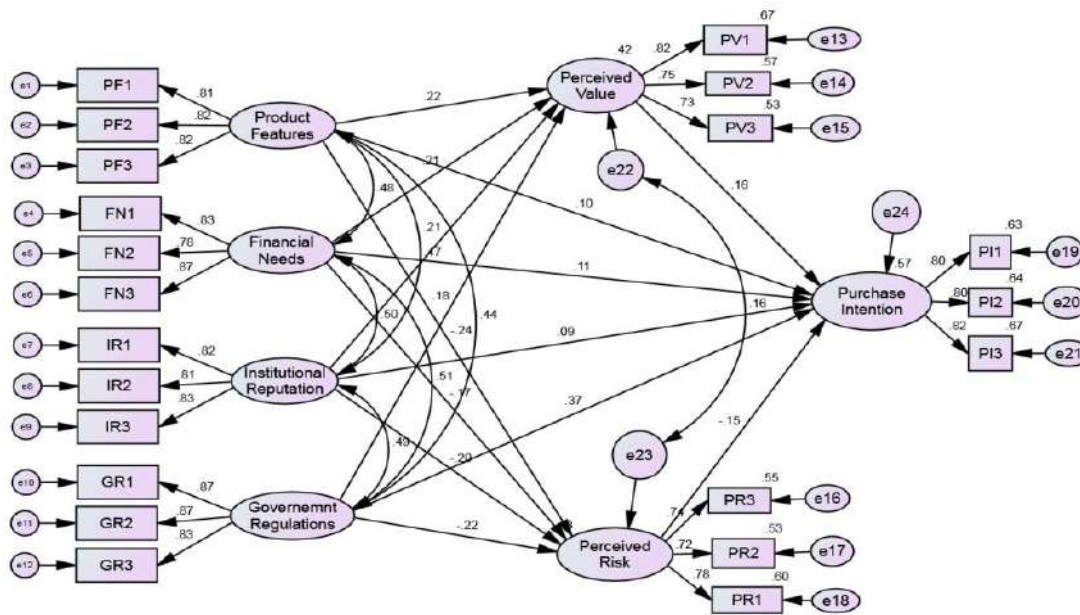 e1
PF1
.81
e2
PF2
.82
e3
PF3
.82
Product
Features
e4
FN1
.83
e5
FN2
.78
e6
FN3
.87
Financial
Needs
e7
IR1
.82
e8
IR2
.81
e9
IR3
.83
Institutional
Reputation
e10
GR1
.87
e11
GR2
.87
e12
GR3
.83
Governemnt
Regulations
.22
.21
.48
.21
.18
.44
.50
.51
-.24
.49
-.20
-.22
.10
.11
.09
.37
.16
.16
-.15
.42
Perceived
Value
.82
PV1
.67
e13
.75
PV2
.57
e14
.73
PV3
.53
e15
e22
e24
.57
Purchase
Intention
.80
PI1
.63
e19
.80
PI2
.64
e20
.82
PI3
.67
e21
e23
Perceived
Risk
.74
PR3
.55
e16
.72
PR2
.53
e17
.78
PR1
.60
e18